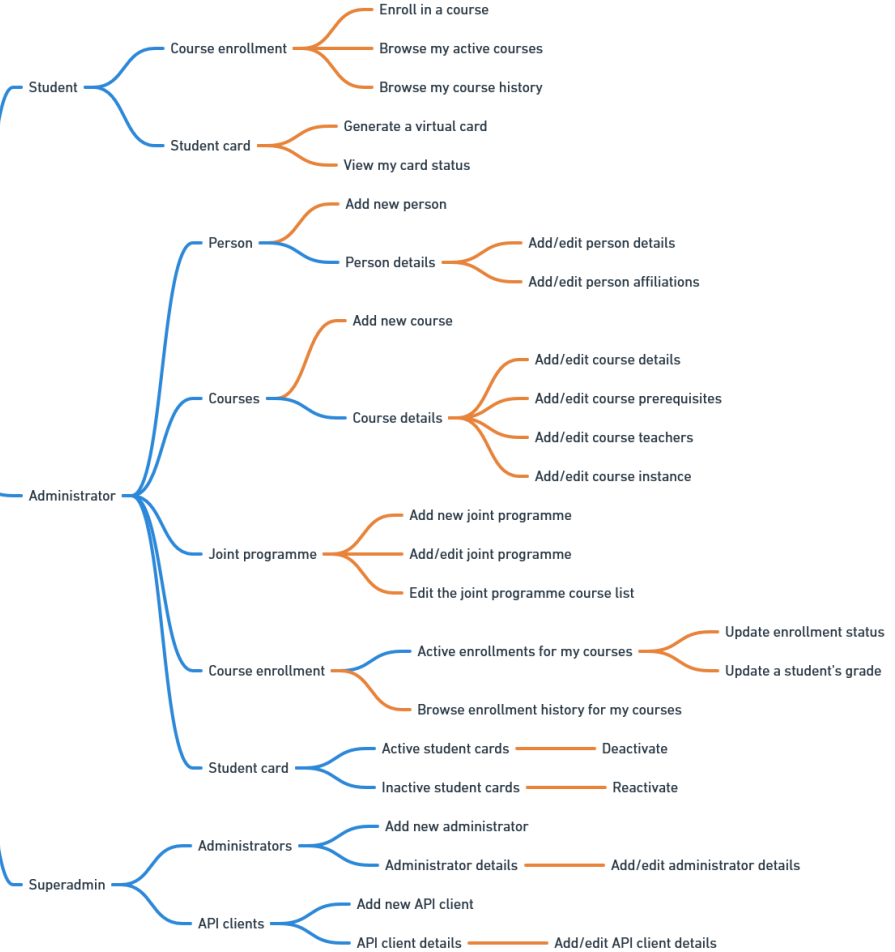 Enroll in a course
Course enrollment
Browse my active courses
Student
Browse my course history
Generate a virtual card
Student card
View my card status
Add new person
Person
Add/edit person details
Person details
Add/edit person affiliations
Add new course
Add/edit course details
Courses
Add/edit course prerequisites
Course details
Add/edit course teachers
Add/edit course instance
Administrator
Add new joint programme
Joint programme
Add/edit joint programme
Edit the joint programme course list
Update enrollment status
Active enrollments for my courses
Course enrollment
Update a student's grade
Browse enrollment history for my courses
Active student cards
Deactivate
Student card
Inactive student cards
Reactivate
Add new administrator
Administrators
Administrator details
Add/edit administrator details
Superadmin
Add new API client
API clients
API client details
Add/edit API client details